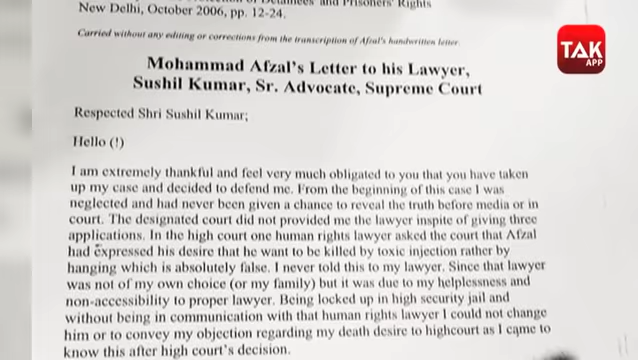 Detainees and Prisoners' Rights
New Delhi, October 2006, pp. 12-24.
TAK
APP
Carried without any editing or corrections from the transcription of Afzal's handwritten letter.
Mohammad Afzal's Letter to his Lawyer,
Sushil Kumar, Sr. Advocate, Supreme Court
Respected Shri Sushil Kumar;
Hello (!)
I am extremely thankful and feel very much obligated to you that you have taken
up my case and decided to defend me. From the beginning of this case I was
neglected and had never been given a chance to reveal the truth before media or in
court. The designated court did not provided me the lawyer inspite of giving three
applications. In the high court one human rights lawyer asked the court that Afzal
had expressed his desire that he want to be killed by toxic injection rather by
hanging which is absolutely false. I never told this to my lawyer. Since that lawyer
was not of my own choice (or my family) but it was due to my helplessness and
non-accessibility to proper lawyer. Being locked up in high security jail and
without being in communication with that human rights lawyer I could not change
him or to convey my objection regarding my death desire to highcourt as I came to
know this after high court's decision.